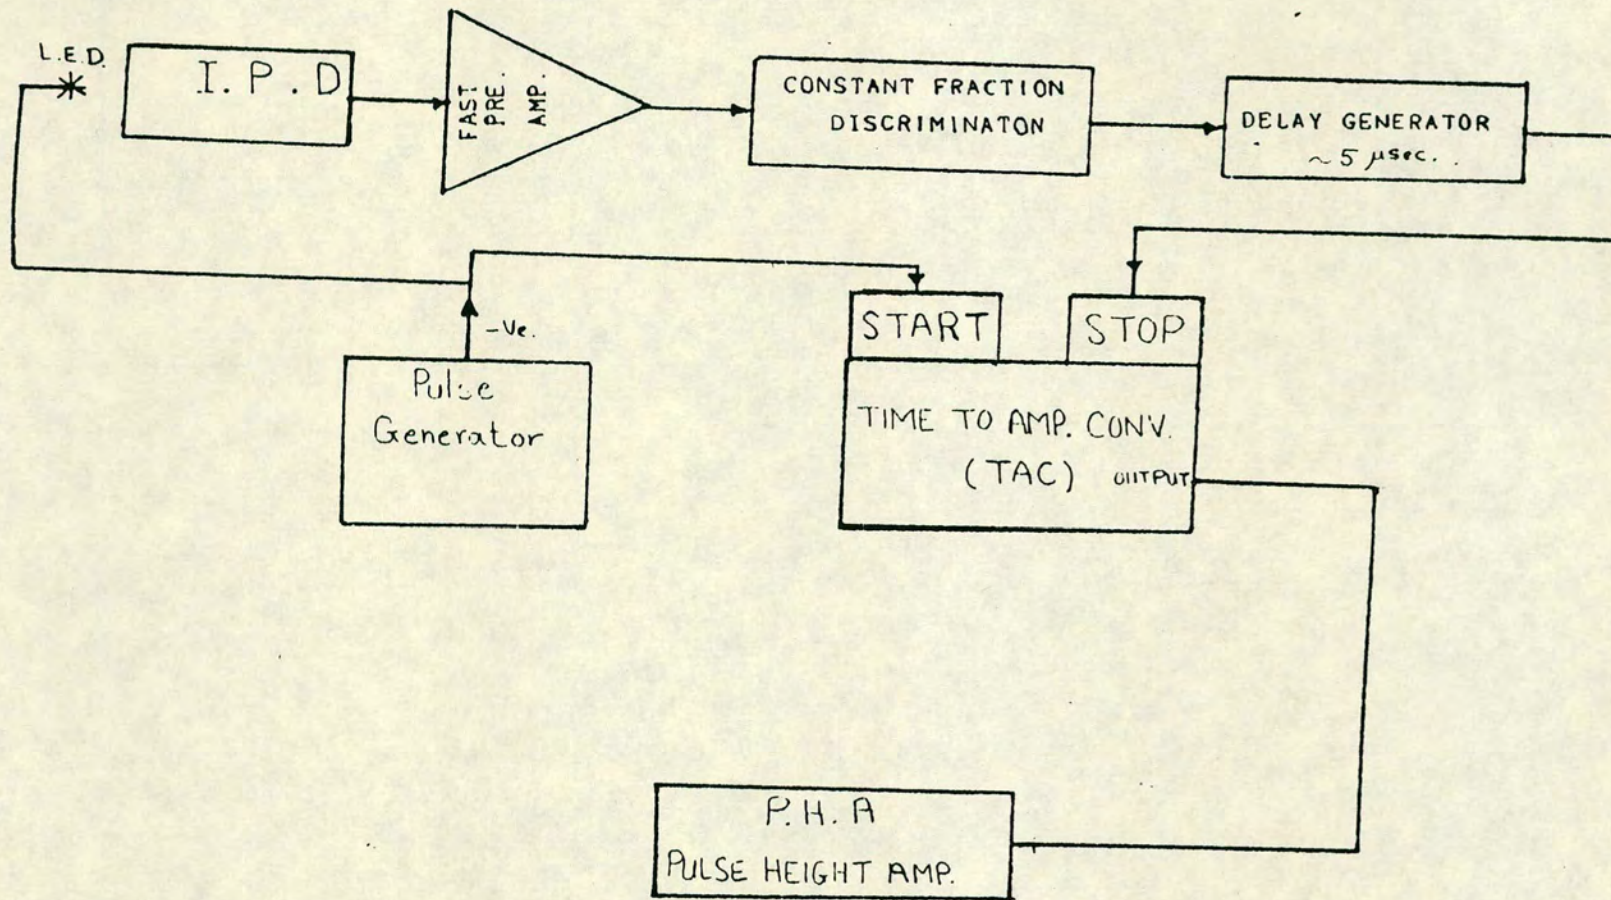 L.E.D.
I.P.D
FAST
PRE.
AMP.
CONSTANT FRACTION
DISCRIMINATON
DELAY GENERATOR
~5 µsec.
-Ve.
START
STOP
Pulse
Generator
TIME TO AMP. CONV.
(TAC) OUTPUT
P.H.A
PULSE HEIGHT AMP.